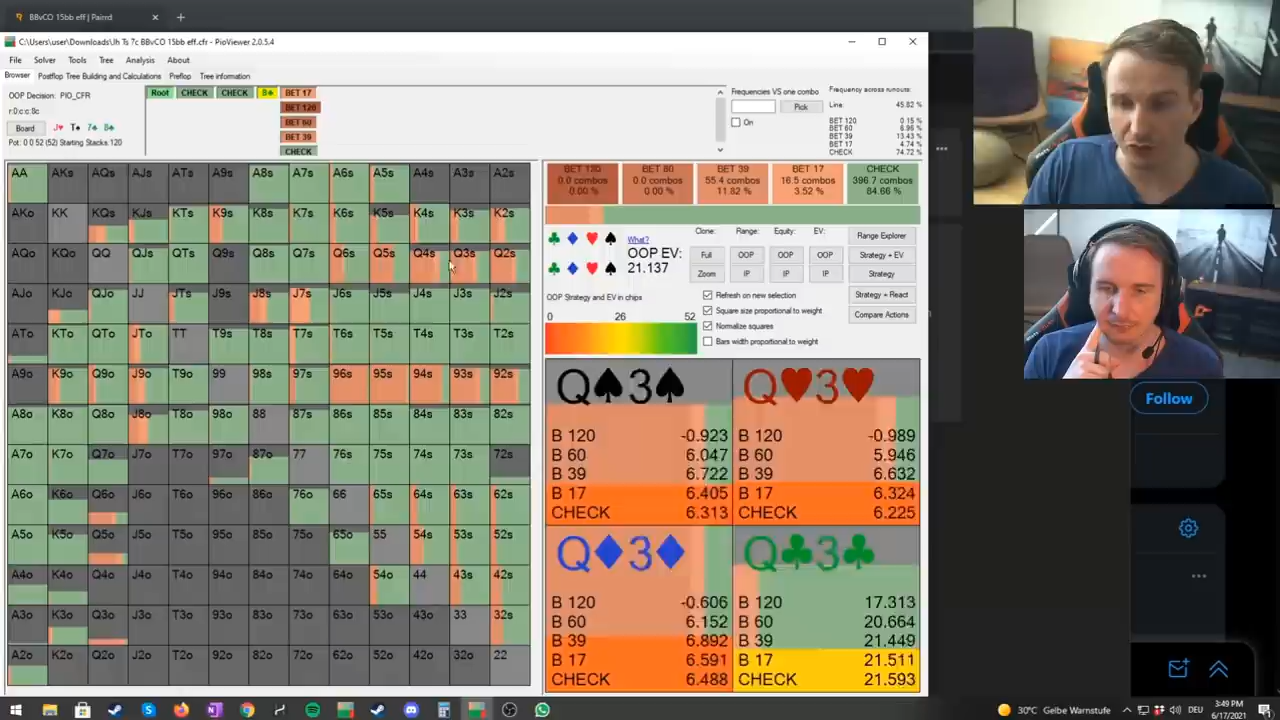 BBvCO 15bb eff | Pairrd
C:\Users\user\Downloads\Jh Ts 7c BBvCO 15bb eff.cfr - PioViewer 2.0.5.4
File Solver Tools Tree Analysis About
Browser Postflop Tree Building and Calculations Preflop Tree information
OOP Decision: PIO_CFR
r:0:c:c:8c
Board J♥ T♠ 7♣ 8♣
Pot: 0 0 52 (52) Starting Stacks:120
Root CHECK CHECK 8♣ BET 17
BET 120
BET 60
BET 39
CHECK
Frequencies VS one combo
Pick
On
Frequency across runouts:
Line: 45.82 %
BET 120 0.15 %
BET 60 6.96 %
BET 39 13.43 %
BET 17 4.74 %
CHECK 74.72 %
AA AKs AQs AJs ATs A9s A8s A7s A6s A5s A4s A3s A2s
AKo KK KQs KJs KTs K9s K8s K7s K6s K5s K4s K3s K2s
AQo KQo QQ QJs QTs Q9s Q8s Q7s Q6s Q5s Q4s Q3s Q2s
AJo KJo QJo JJ JTs J9s J8s J7s J6s J5s J4s J3s J2s
ATo KTo QTo JTo TT T9s T8s T7s T6s T5s T4s T3s T2s
A9o K9o Q9o J9o T9o 99 98s 97s 96s 95s 94s 93s 92s
A8o K8o Q8o J8o T8o 98o 88 87s 86s 85s 84s 83s 82s
A7o K7o Q7o J7o T7o 97o 87o 77 76s 75s 74s 73s 72s
A6o K6o Q6o J6o T6o 96o 86o 76o 66 65s 64s 63s 62s
A5o K5o Q5o J5o T5o 95o 85o 75o 65o 55 54s 53s 52s
A4o K4o Q4o J4o T4o 94o 84o 74o 64o 54o 44 43s 42s
A3o K3o Q3o J3o T3o 93o 83o 73o 63o 53o 43o 33 32s
A2o K2o Q2o J2o T2o 92o 82o 72o 62o 52o 42o 32o 22
BET 120 BET 60 BET 39 BET 17 CHECK
0.0 combos 0.0 combos 55.4 combos 16.5 combos 396.7 combos
0.00 % 0.00 % 11.82 % 3.52 % 84.66 %
What?
OOP EV:
21.137
Clone: Range: Equity: EV:
Full OOP OOP OOP
Zoom IP IP IP
Range Explorer
Strategy + EV
Strategy
Strategy + React
Compare Actions
OOP Strategy and EV in chips
0 26 52
Refresh on new selection
Square size proportional to weight
Normalize squares
Bars width proportional to weight
Q♠3♠
B 120 -0.923
B 60 6.047
B 39 6.722
B 17 6.405
CHECK 6.313
Q♥3♥
B 120 -0.989
B 60 5.946
B 39 6.632
B 17 6.324
CHECK 6.225
Q♦3♦
B 120 -0.606
B 60 6.152
B 39 6.892
B 17 6.591
CHECK 6.488
Q♣3♣
B 120 17.313
B 60 20.664
B 39 21.449
B 17 21.511
CHECK 21.593
Follow
30°C Gelbe Warnstufe
DEU
3:49 PM
6/17/2021